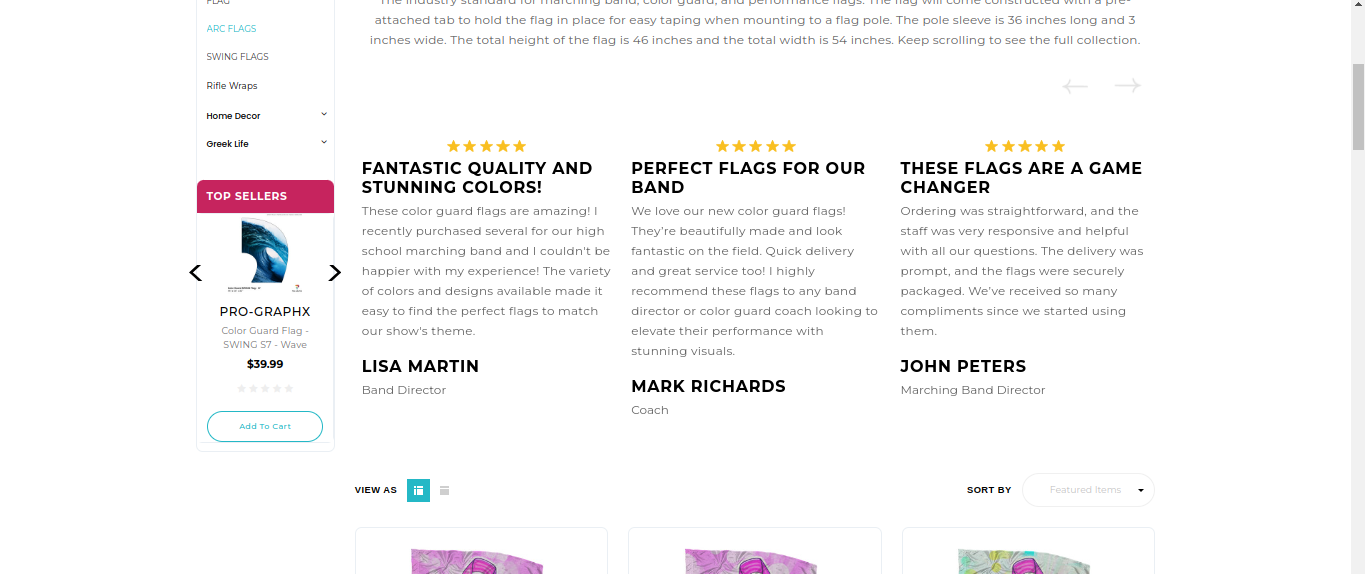 FLAG
ARC FLAGS
SWING FLAGS
Rifle Wraps
Home Decor
Greek Life
TOP SELLERS
PRO-GRAPHX
Color Guard Flag -
SWING S7 - Wave
$39.99
Add To Cart
The industry standard for marching band, color guard, and performance flags. The flag will come constructed with a pre-
attached tab to hold the flag in place for easy taping when mounting to a flag pole. The pole sleeve is 36 inches long and 3
inches wide. The total height of the flag is 46 inches and the total width is 54 inches. Keep scrolling to see the full collection.
FANTASTIC QUALITY AND
STUNNING COLORS!
These color guard flags are amazing! I
recently purchased several for our high
school marching band and I couldn't be
happier with my experience! The variety
of colors and designs available made it
easy to find the perfect flags to match
our show's theme.
LISA MARTIN
Band Director
PERFECT FLAGS FOR OUR
BAND
We love our new color guard flags!
They're beautifully made and look
fantastic on the field. Quick delivery
and great service too! I highly
recommend these flags to any band
director or color guard coach looking to
elevate their performance with
stunning visuals.
MARK RICHARDS
Coach
THESE FLAGS ARE A GAME
CHANGER
Ordering was straightforward, and the
staff was very responsive and helpful
with all our questions. The delivery was
prompt, and the flags were securely
packaged. We've received so many
compliments since we started using
them.
JOHN PETERS
Marching Band Director
VIEW AS
SORT BY
Featured Items